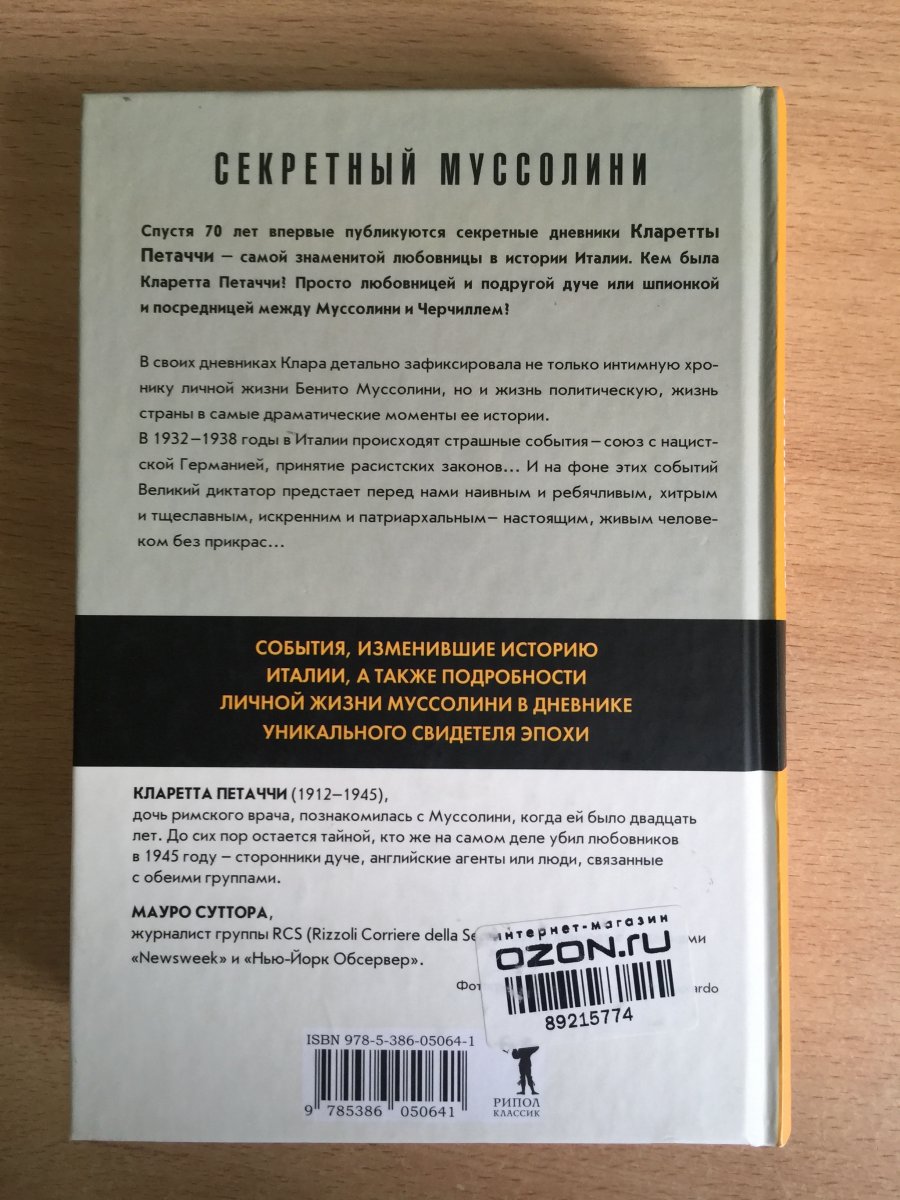 СЕКРЕТНЫЙ МУССОЛИНИ
Спустя 70 лет впервые публикуются секретные дневники Кларетты
Петаччи – самой знаменитой любовницы в истории Италии. Кем была
Кларетта Петаччи? Просто любовницей и подругой дуче или шпионкой
и посредницей между Муссолини и Черчиллем?
В своих дневниках Клара детально зафиксировала не только интимную хро-
нику личной жизни Бенито Муссолини, но и жизнь политическую, жизнь
страны в самые драматические моменты ее истории.
В 1932–1938 годы в Италии происходят страшные события – союз с нацист-
ской Германией, принятие расистских законов... И на фоне этих событий
Великий диктатор предстает перед нами наивным и ребячливым, хитрым
и тщеславным, искренним и патриархальным– настоящим, живым челове-
ком без прикрас...
СОБЫТИЯ, ИЗМЕНИВШИЕ ИСТОРИЮ
ИТАЛИИ, А ТАКЖЕ ПОДРОБНОСТИ
ЛИЧНОЙ ЖИЗНИ МУССОЛИНИ В ДНЕВНИКЕ
УНИКАЛЬНОГО СВИДЕТЕЛЯ ЭПОХИ
КЛАРЕТТА ПЕТАЧЧИ (1912–1945),
дочь римского врача, познакомилась с Муссолини, когда ей было двадцать
лет. До сих пор остается тайной, кто же на самом деле убил любовников
в 1945 году – сторонники дуче, английские агенты или люди, связанные
с обеими группами.
МАУРО СУТТОРА,
журналист группы RCS (Rizzoli Corriere della
«Newsweek» и «Нью-Йорк Обсервер».
интернет-магазин
OZON.ru
89215774
ISBN 978-5-386-05064-1
9 785386 050641
РИПОЛ
КЛАССИК